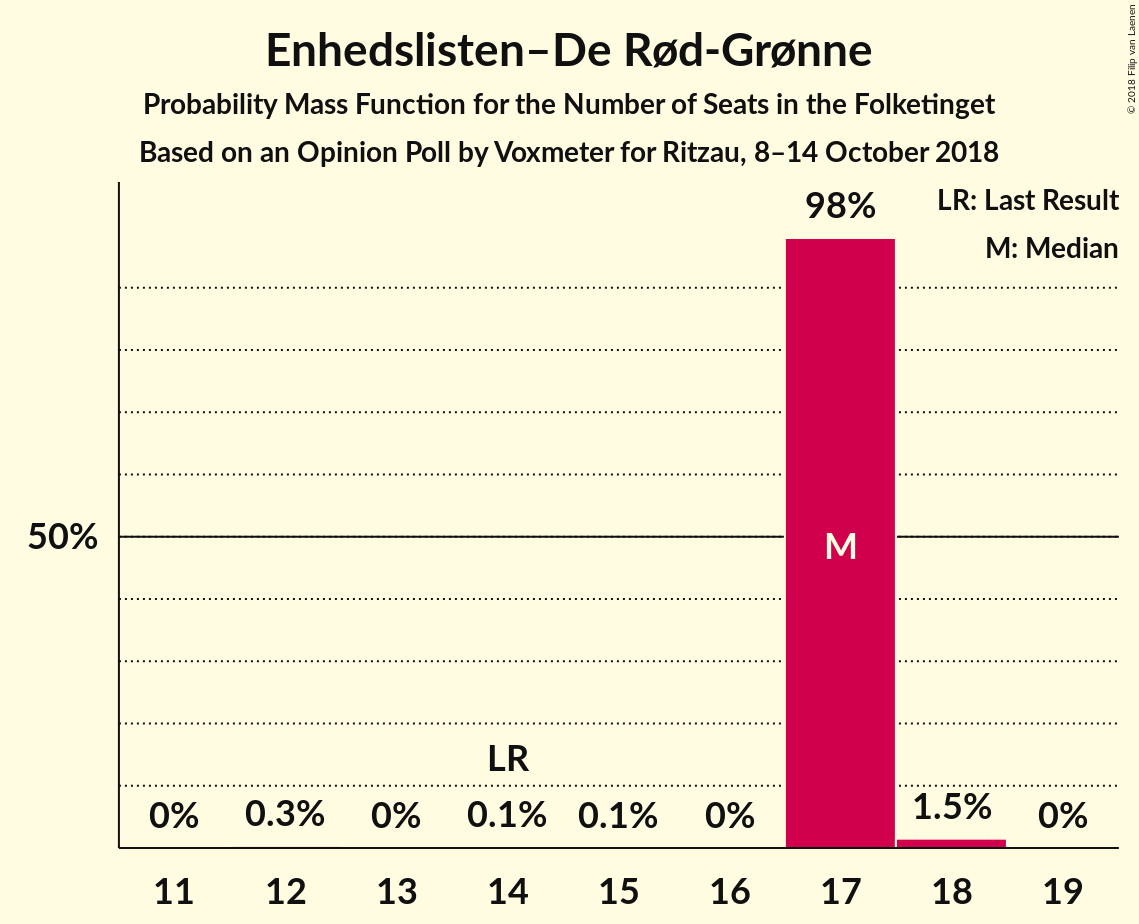 Enhedslisten–De Rød-Grønne
Probability Mass Function for the Number of Seats in the Folketinget
Based on an Opinion Poll by Voxmeter for Ritzau, 8–14 October 2018
© 2018 Filip van Laenen
LR: Last Result
M: Median
98%
50%
M
LR
0% 0.3% 0% 0.1% 0.1% 0% 1.5% 0%
11 12 13 14 15 16 17 18 19